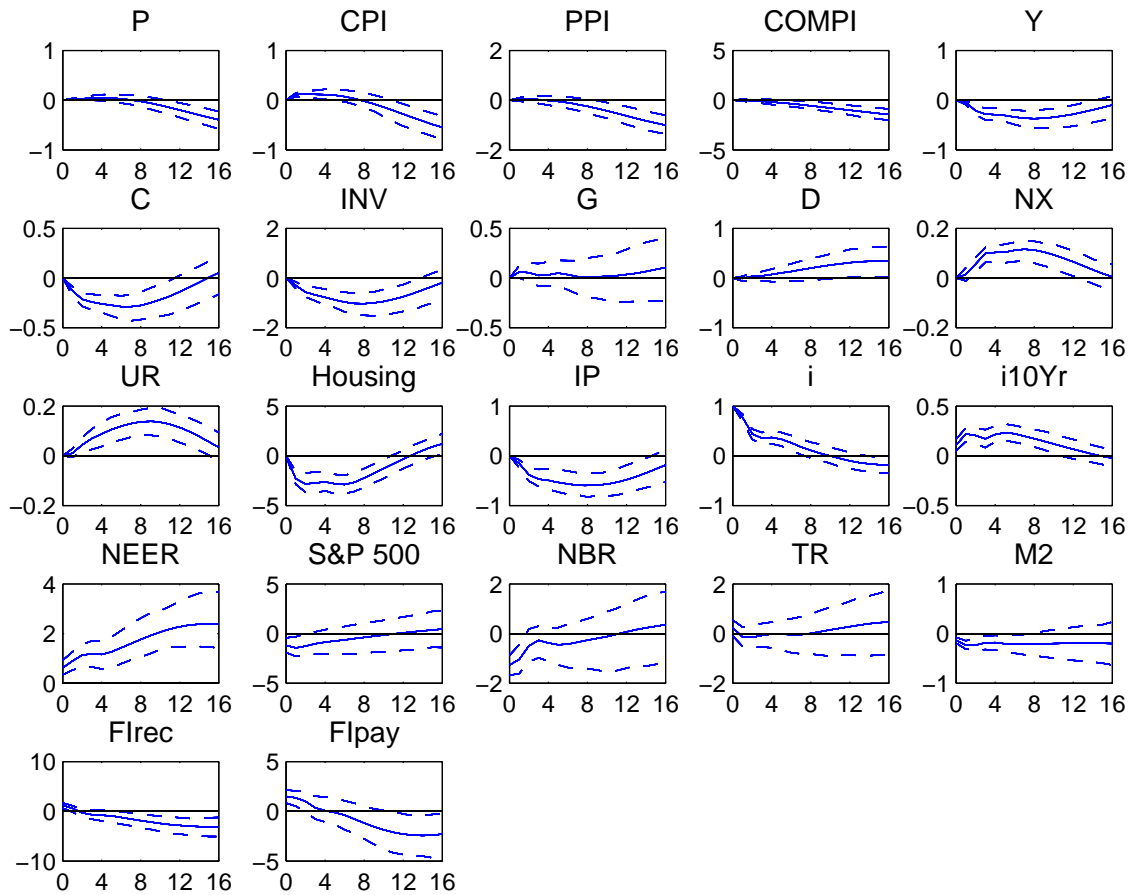 P CPI PPI COMPI Y
1 1 2 5 1
0 0 0 0 0
−1 −1 −2 −5 −1
0 4 8 12 16 0 4 8 12 16 0 4 8 12 16 0 4 8 12 16 0 4 8 12 16
C INV G D NX
0.5 2 0.5 1 0.2
0 0 0 0 0
−0.5 −2 −0.5 −1 −0.2
0 4 8 12 16 0 4 8 12 16 0 4 8 12 16 0 4 8 12 16 0 4 8 12 16
UR Housing IP i i10Yr
0.2 5 1 1 0.5
0 0 0 0 0
−0.2 −5 −1 −1 −0.5
0 4 8 12 16 0 4 8 12 16 0 4 8 12 16 0 4 8 12 16 0 4 8 12 16
NEER S&P 500 NBR TR M2
4 5 2 2 1
2 0 0 0 0
0 −5 −2 −2 −1
0 4 8 12 16 0 4 8 12 16 0 4 8 12 16 0 4 8 12 16 0 4 8 12 16
FIrec FIpay
10 5
0 0
−10 −5
0 4 8 12 16 0 4 8 12 16